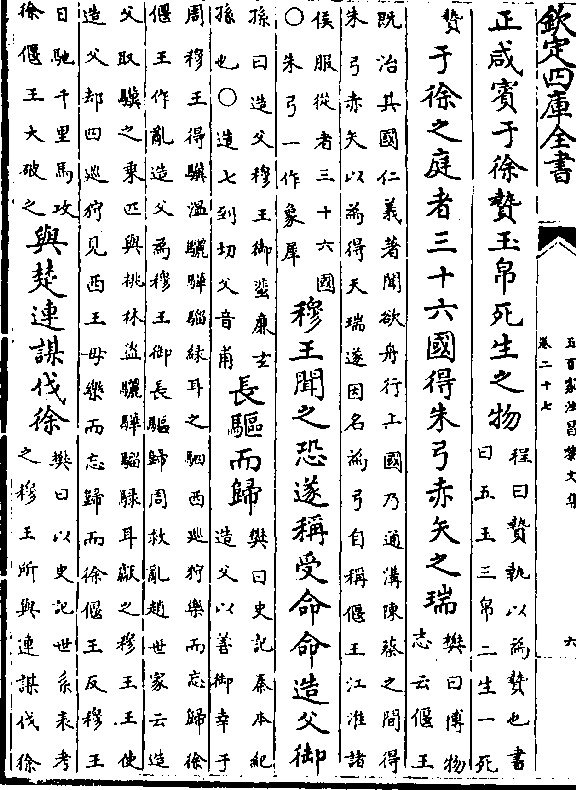 欽定四庫全書
五百家注昌黎文集
卷二十七
六
正咸賓于徐贄玉帛死生之物
程曰贄執以為贄也書
曰五玉三帛二生一死
贄
于徐之庭者三十六國得朱弓赤矢之瑞
樊曰博物
志云偃王
既治其國仁義著聞欲舟行上國乃通溝陳蔡之間得
朱弓赤矢以為得天瑞遂因名為弓自稱偃王江淮諸
侯服從者三十六國
〇朱弓一作象犀
穆王聞之恐遂稱受命命造父御
孫曰造父穆王御蜚亷玄
孫也〇造七到切父音甫
長驅而歸
樊曰史記秦本紀
造父以善御幸于
周穆王得驥溫驪驊騮緑耳之駟西巡狩樂而忘歸徐
偃王作亂造父為穆王御長驅歸周救亂趙世家云造
父取驥之乗匹與桃林盜驪驊騮騄耳獻之穆王王使
造父却四巡狩見西王母樂而忘歸而徐偃王反穆王
日馳千里馬攻
徐偃王大破之
與楚連謀伐徐
樊曰以史記世系表考
之穆王所與連謀伐徐